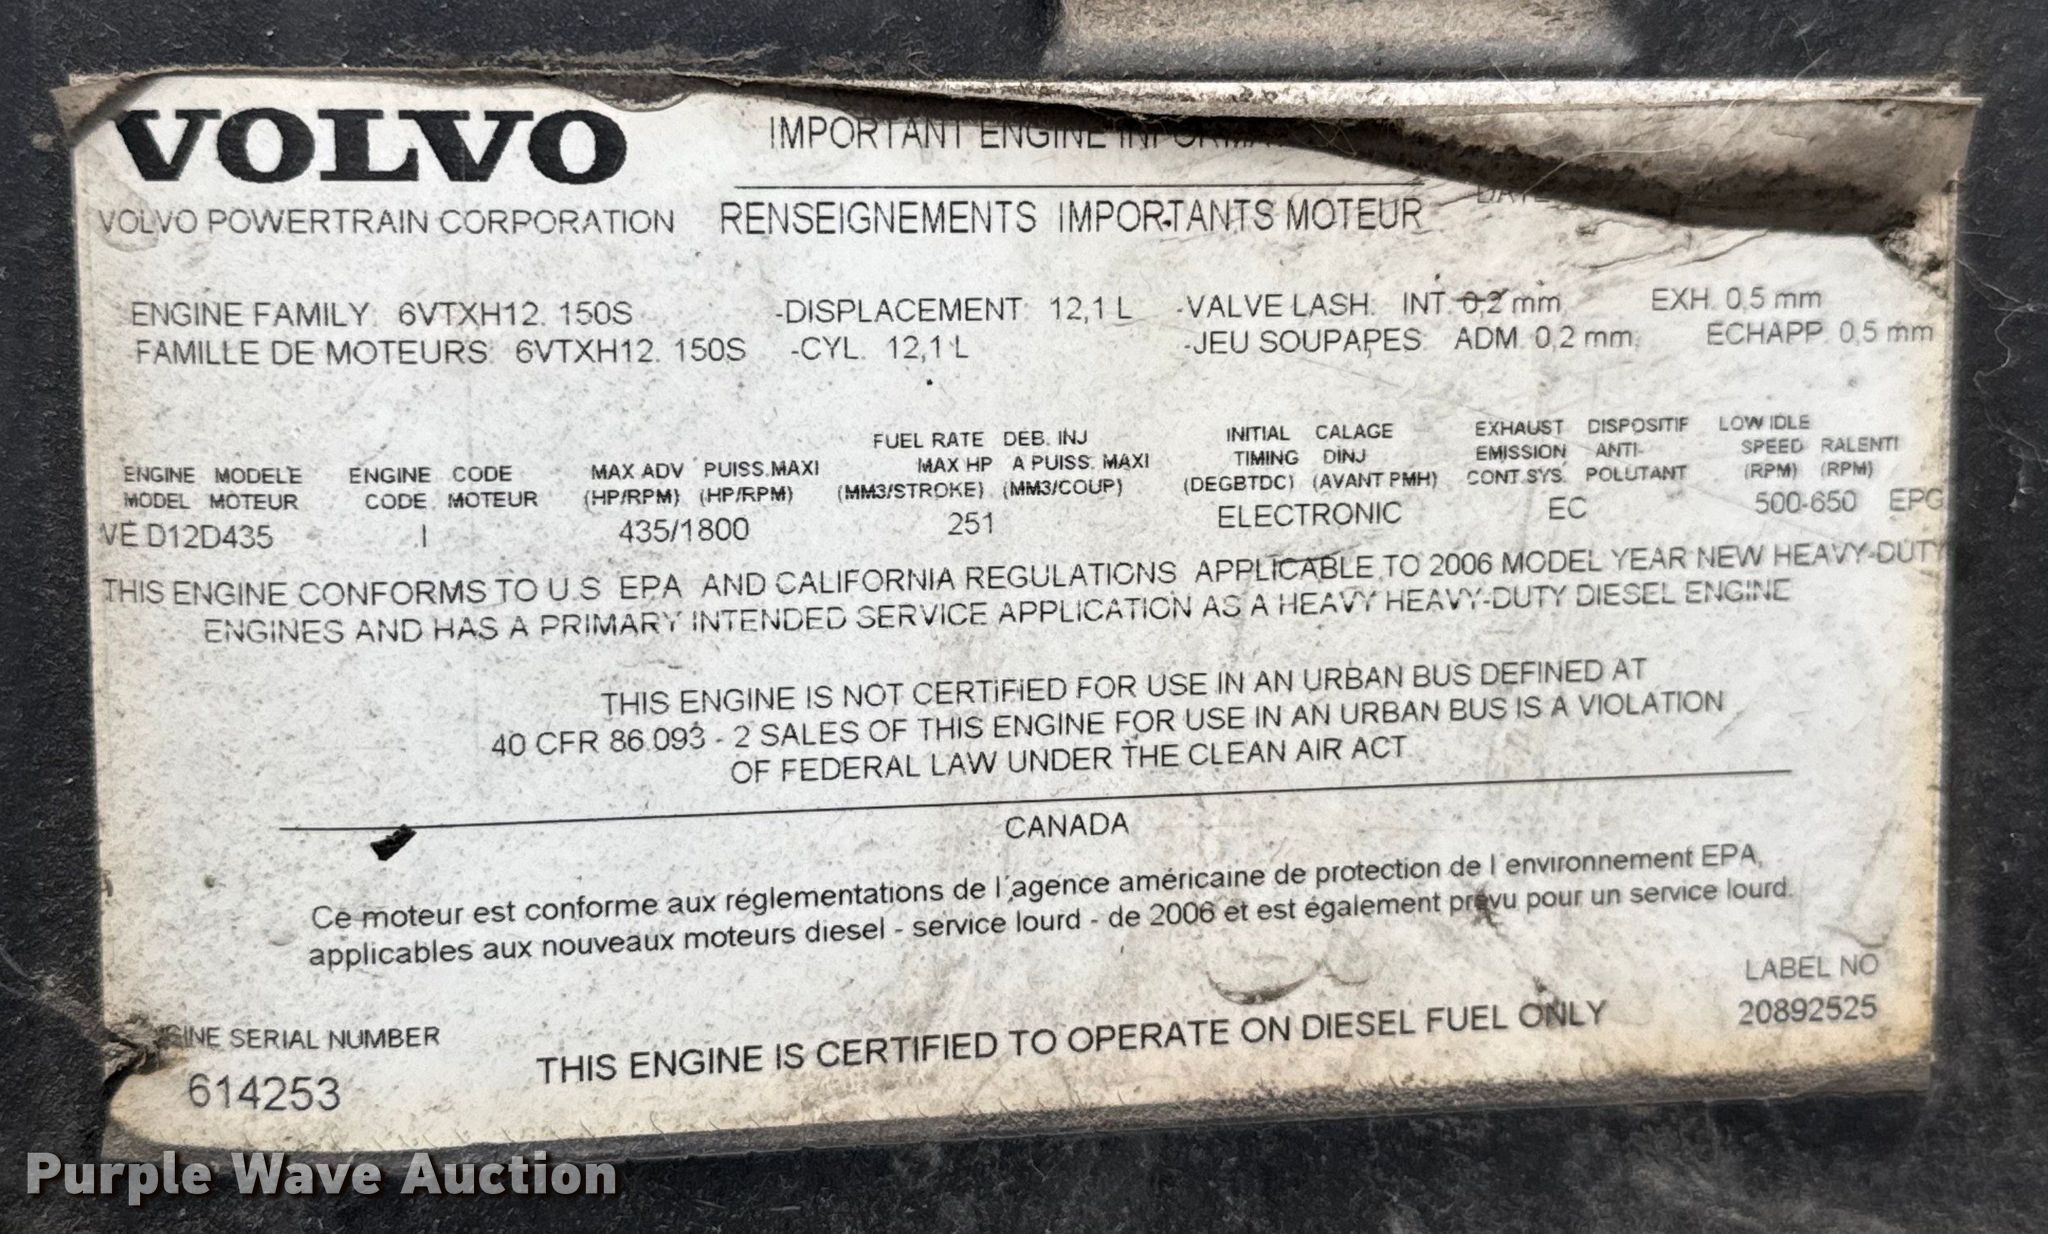 VOLVO
IMPORTANT ENGINE
VOLVO POWERTRAIN CORPORATION
RENSEIGNEMENTS IMPORTANTS MOTEUR
ENGINE FAMILY: 6VTXH12. 150S -DISPLACEMENT: 12,1 L -VALVE LASH: INT. 0,2 mm EXH. 0,5 mm
FAMILLE DE MOTEURS: 6VTXH12. 150S -CYL. 12,1 L -JEU SOUPAPES: ADM. 0,2 mm, ECHAPP. 0,5 mm
FUEL RATE DEB. INJ INITIAL CALAGE EXHAUST DISPOSITIF LOW IDLE
ENGINE MODELE ENGINE CODE MAX ADV PUISS.MAXI MAX HP A PUISS. MAXI TIMING DINJ EMISSION ANTI- SPEED RALENTI
MODEL MOTEUR CODE MOTEUR (HP/RPM) (HP/RPM) (MM3/STROKE) (MM3/COUP) (DEGBTDC) (AVANT PMH) CONT.SYS. POLUTANT (RPM) (RPM)
VE D12D435 I 435/1800 251 ELECTRONIC EC 500-650 EPG
THIS ENGINE CONFORMS TO U.S EPA AND CALIFORNIA REGULATIONS APPLICABLE TO 2006 MODEL YEAR NEW HEAVY-DUTY
ENGINES AND HAS A PRIMARY INTENDED SERVICE APPLICATION AS A HEAVY HEAVY-DUTY DIESEL ENGINE
THIS ENGINE IS NOT CERTIFIED FOR USE IN AN URBAN BUS DEFINED AT
40 CFR 86.093 - 2 SALES OF THIS ENGINE FOR USE IN AN URBAN BUS IS A VIOLATION
OF FEDERAL LAW UNDER THE CLEAN AIR ACT
CANADA
Ce moteur est conforme aux réglementations de l'agence américaine de protection de l environnement EPA,
applicables aux nouveaux moteurs diesel - service lourd - de 2006 et est également prévu pour un service lourd.
LABEL NO
20892525
SERIAL NUMBER
614253
THIS ENGINE IS CERTIFIED TO OPERATE ON DIESEL FUEL ONLY
Purple Wave Auction